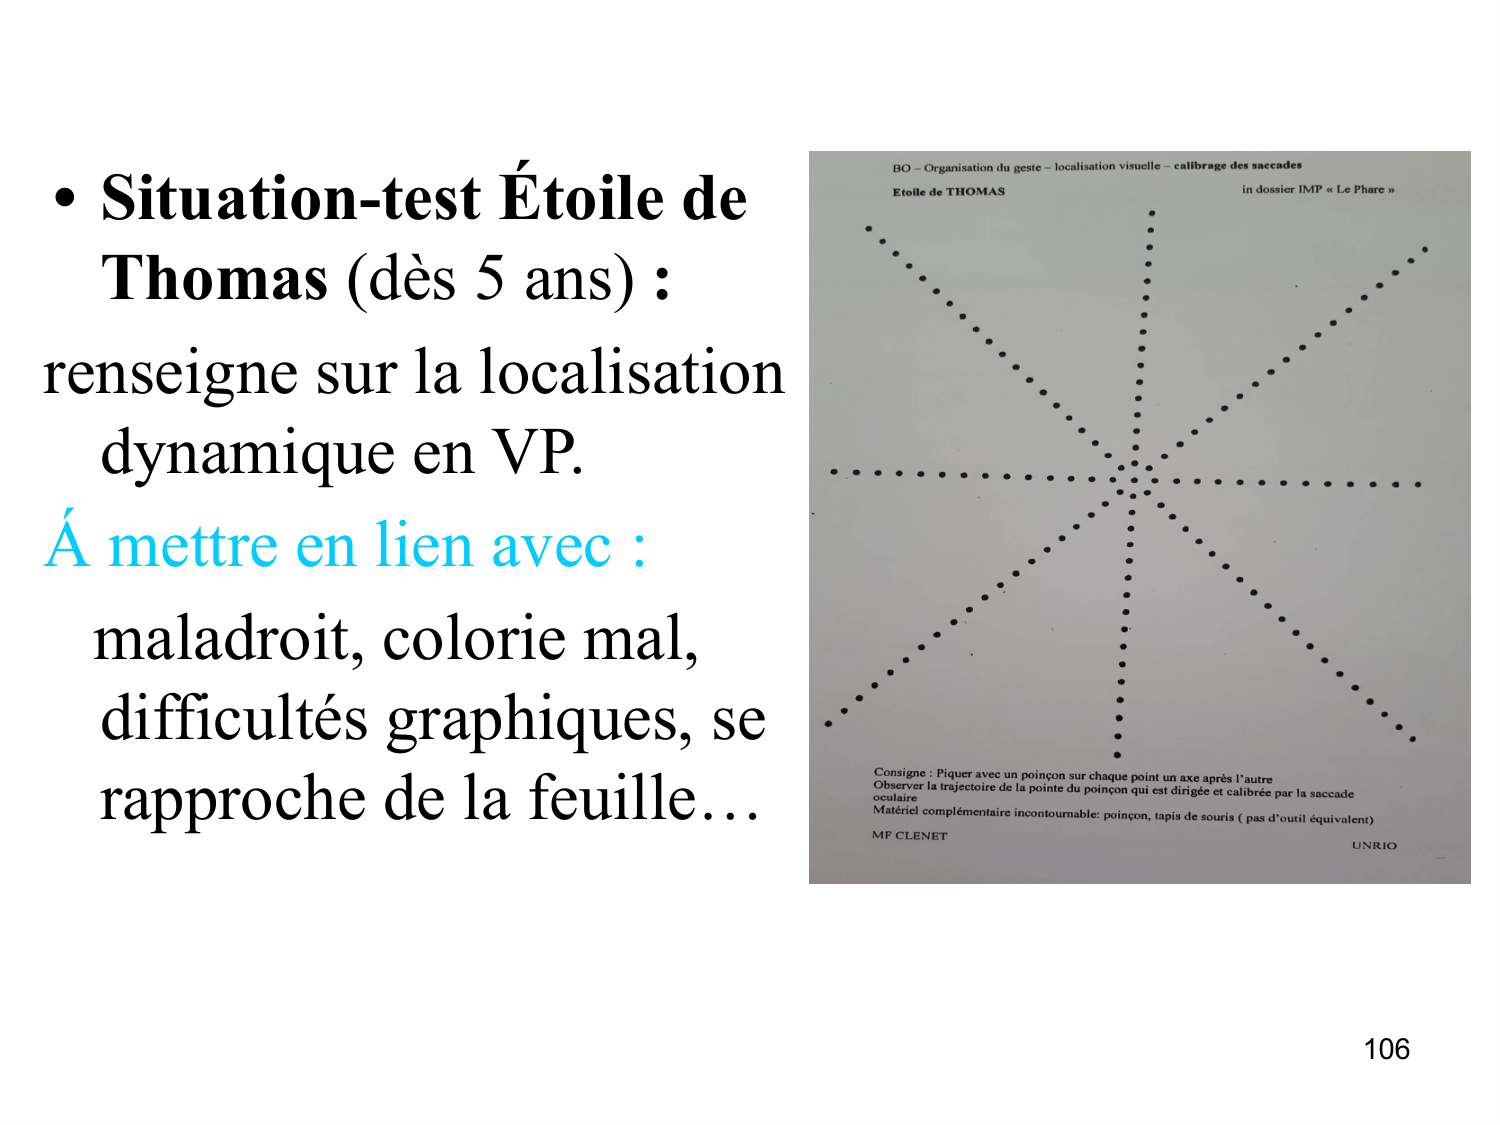 • Situation-test Étoile de
Thomas (dès 5 ans) :
renseigne sur la localisation
dynamique en VP.
Á mettre en lien avec :
maladroit, colorie mal,
difficultés graphiques, se
rapproche de la feuille…
BO – Organisation du geste – localisation visuelle – calibrage des saccades
Etoile de THOMAS in dossier IMP « Le Phare »
Consigne : Piquer avec un poinçon sur chaque point un axe après l'autre
Observer la trajectoire de la pointe du poinçon qui est dirigée et calibrée par la saccade
oculaire
Matériel complémentaire incontournable: poinçon, tapis de souris ( pas d'outil équivalent)
MF CLENET
UNRIO
106